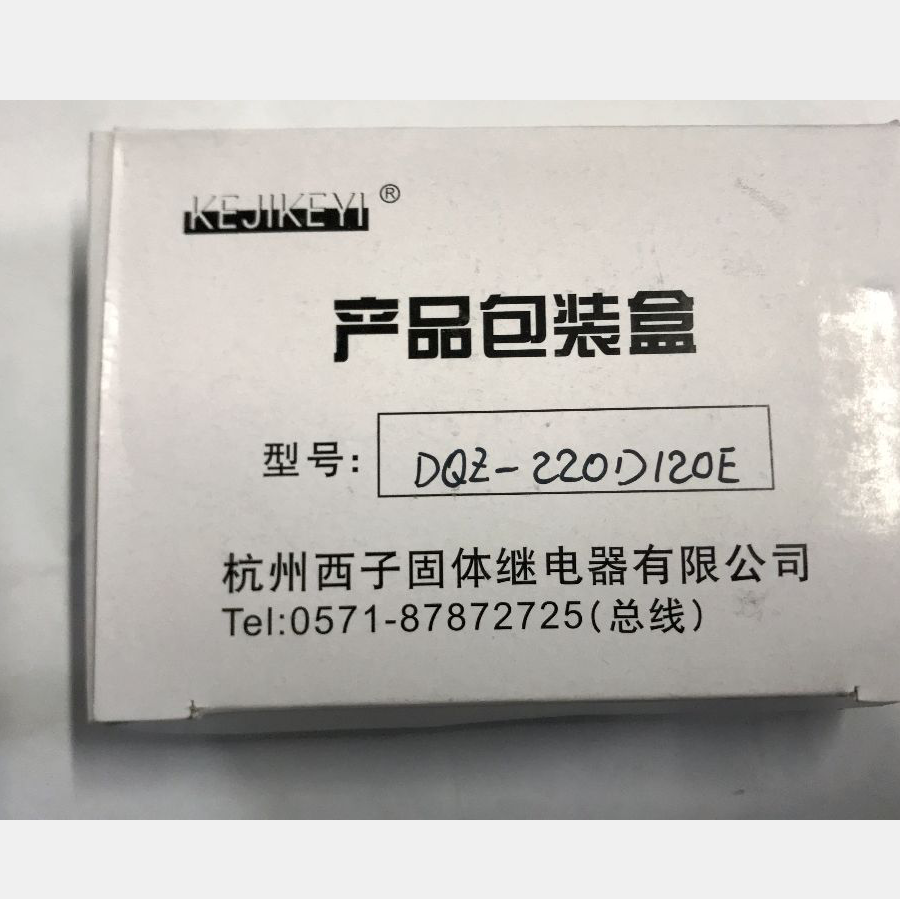 KEJIKEYI®
产品包装盒
型号: DQZ-220D120E
杭州西子固体继电器有限公司
Tel:0571-87872725(总线)